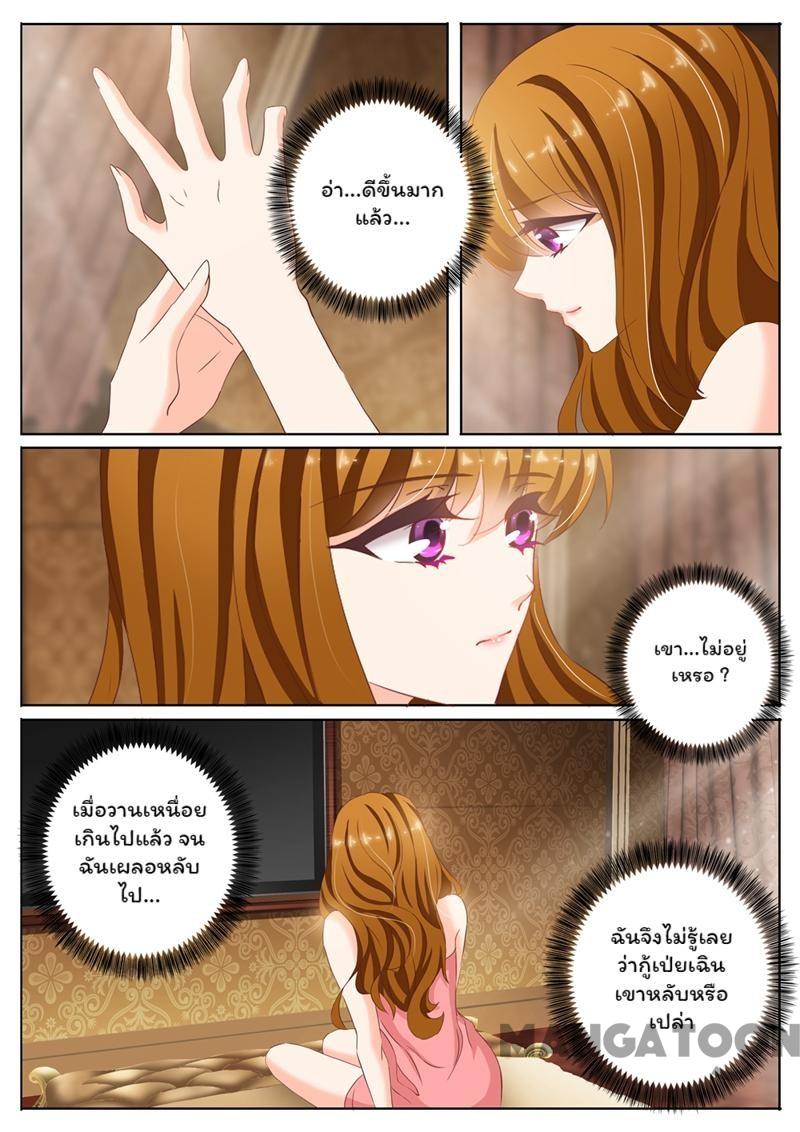 อ่า...ดีขึ้นมาก
แล้ว...
เขา...ไม่อยู่
เหรอ ?
เมื่อวานเหนื่อย
เกินไปแล้ว จน
ฉันเผลอหลับ
ไป...
ฉันจึงไม่รู้เลย
ว่ากู้เป่ยเฉิน
เขาหลับหรือ
เปล่า
MANGATOON